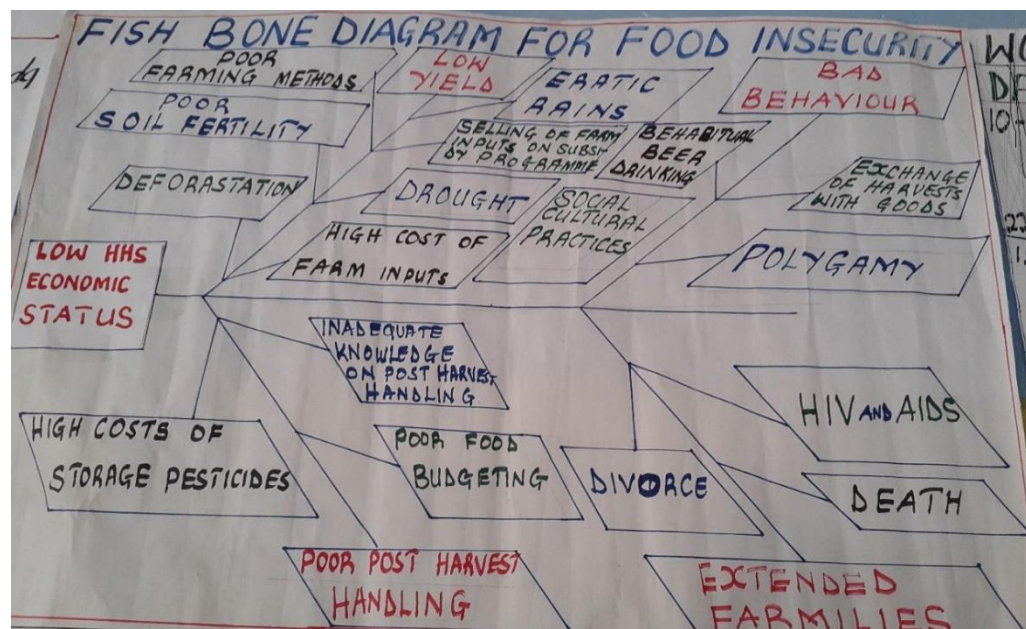 FISH BONE DIAGRAM FOR FOOD INSECURITY
POOR
FARMING METHODS
LOW
YIELD
ERATIC
RAINS
BAD
BEHAVIOUR
POOR
SOIL FERTILITY
SELLING OF FARM
INPUTS ON SUBSI
DY PROGRAMME
BEHABITUAL
BEER
DRINKING
DEFORASTATION
DROUGHT
SOCIAL
CULTURAL
PRACTICES
EXCHANGE
OF HARVESTS
WITH GOODS
HIGH COST OF
FARM INPUTS
POLYGAMY
LOW HHS
ECONOMIC
STATUS
INADEQUATE
KNOWLEDGE
ON POST HARVEST
HANDLING
HIGH COSTS OF
STORAGE PESTICIDES
POOR FOOD
BUDGETING
DIVORCE
HIV AND AIDS
DEATH
POOR POST HARVEST
HANDLING
EXTENDED
FARMILIES